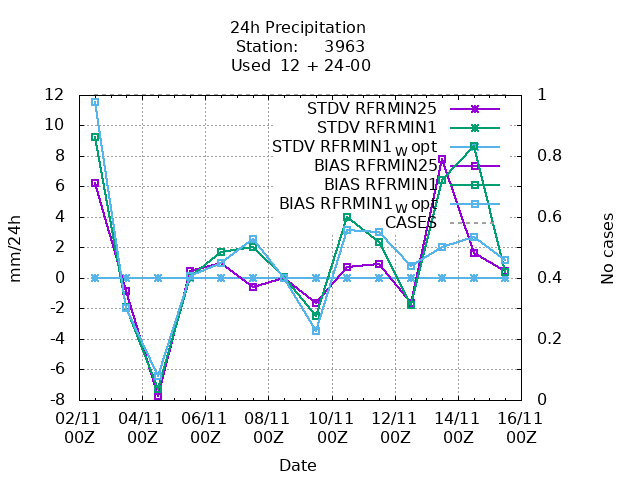 24h Precipitation
Station: 3963
Used 12 + 24-00
STDV RFRMIN25
STDV RFRMIN1
STDV RFRMIN1W opt
BIAS RFRMIN25
BIAS RFRMIN1
BIAS RFRMIN1W opt
CASES
12
10
8
6
4
2
0
-2
-4
-6
-8
mm/24h
1
0.8
0.6
0.4
0.2
0
No cases
02/11 04/11 06/11 08/11 10/11 12/11 14/11 16/11
00Z 00Z 00Z 00Z 00Z 00Z 00Z 00Z
Date